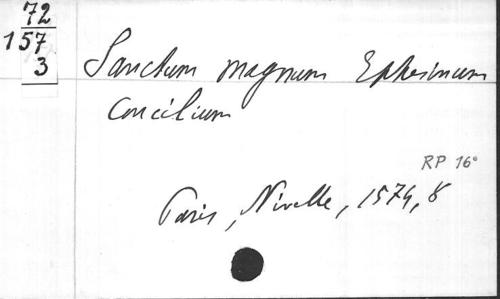 72
157
3
Sanctum magnum Ephesinum
concilium
RP 16°
Paris, Nivelle, 1574, 8